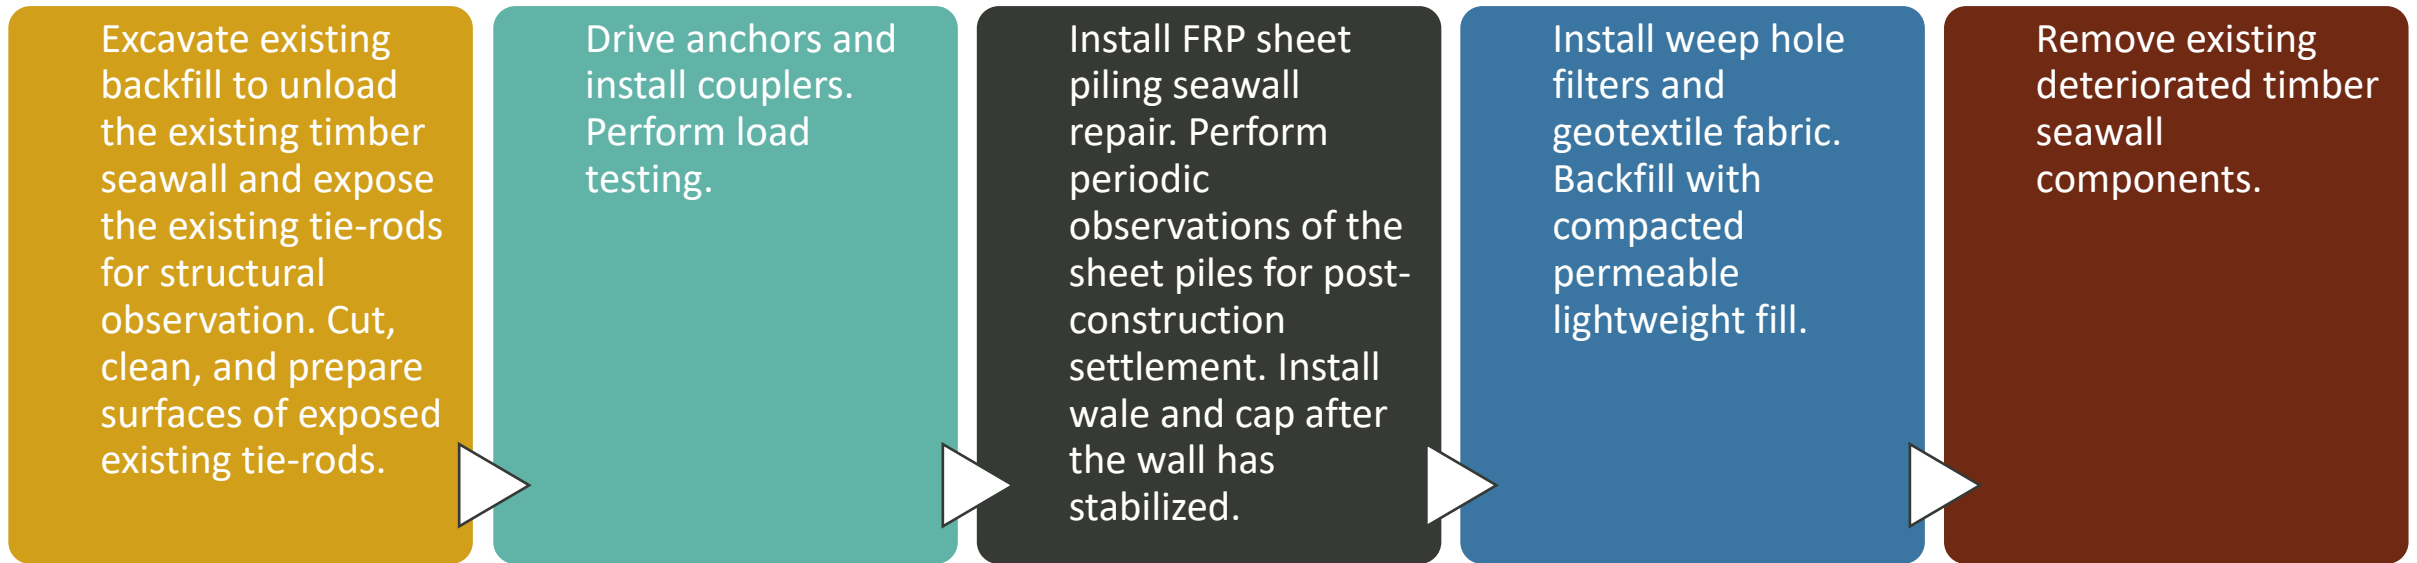 Excavate existing
backfill to unload
the existing timber
seawall and expose
the existing tie-rods
for structural
observation. Cut,
clean, and prepare
surfaces of exposed
existing tie-rods.
Drive anchors and
install couplers.
Perform load
testing.
Install FRP sheet
piling seawall
repair. Perform
periodic
observations of the
sheet piles for post-
construction
settlement. Install
wale and cap after
the wall has
stabilized.
Install weep hole
filters and
geotextile fabric.
Backfill with
compacted
permeable
lightweight fill.
Remove existing
deteriorated timber
seawall
components.